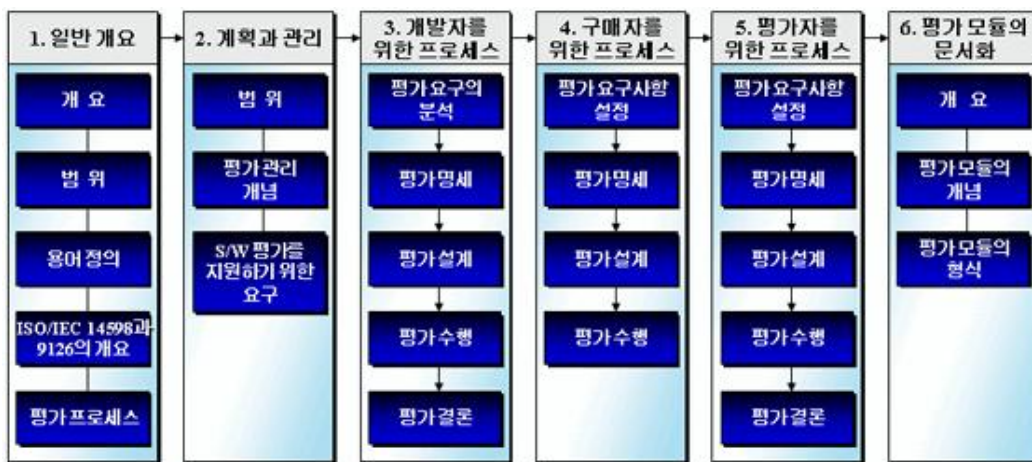 1. 일반 개요
개 요
범 위
용어 정의
ISO/IEC 14598과
9126의 개요
평가 프로세스
2. 계획과 관리
범 위
평가 관리
개념
S/W 평가를
지원하기 위한
요구
3. 개발자를
위한 프로세스
평가 요구의
분석
평가명세
평가설계
평가수행
평가결론
4. 구매자를
위한 프로세스
평가요구사항
설정
평가명세
평가설계
평가수행
5. 평가자를
위한 프로세스
평가요구사항
설정
평가명세
평가설계
평가수행
평가결론
6. 평가 모듈의
문서화
개 요
평가 모듈의
개념
평가 모듈의
형식